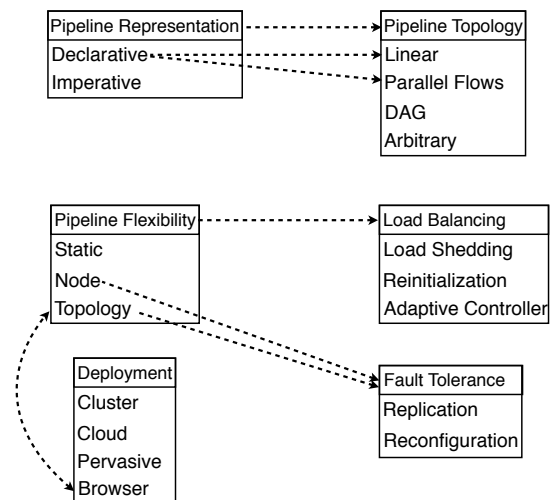 Pipeline Representation
Declarative
Imperative
Pipeline Topology
Linear
Parallel Flows
DAG
Arbitrary
Pipeline Flexibility
Static
Node
Topology
Load Balancing
Load Shedding
Reinitialization
Adaptive Controller
Deployment
Cluster
Cloud
Pervasive
Browser
Fault Tolerance
Replication
Reconfiguration